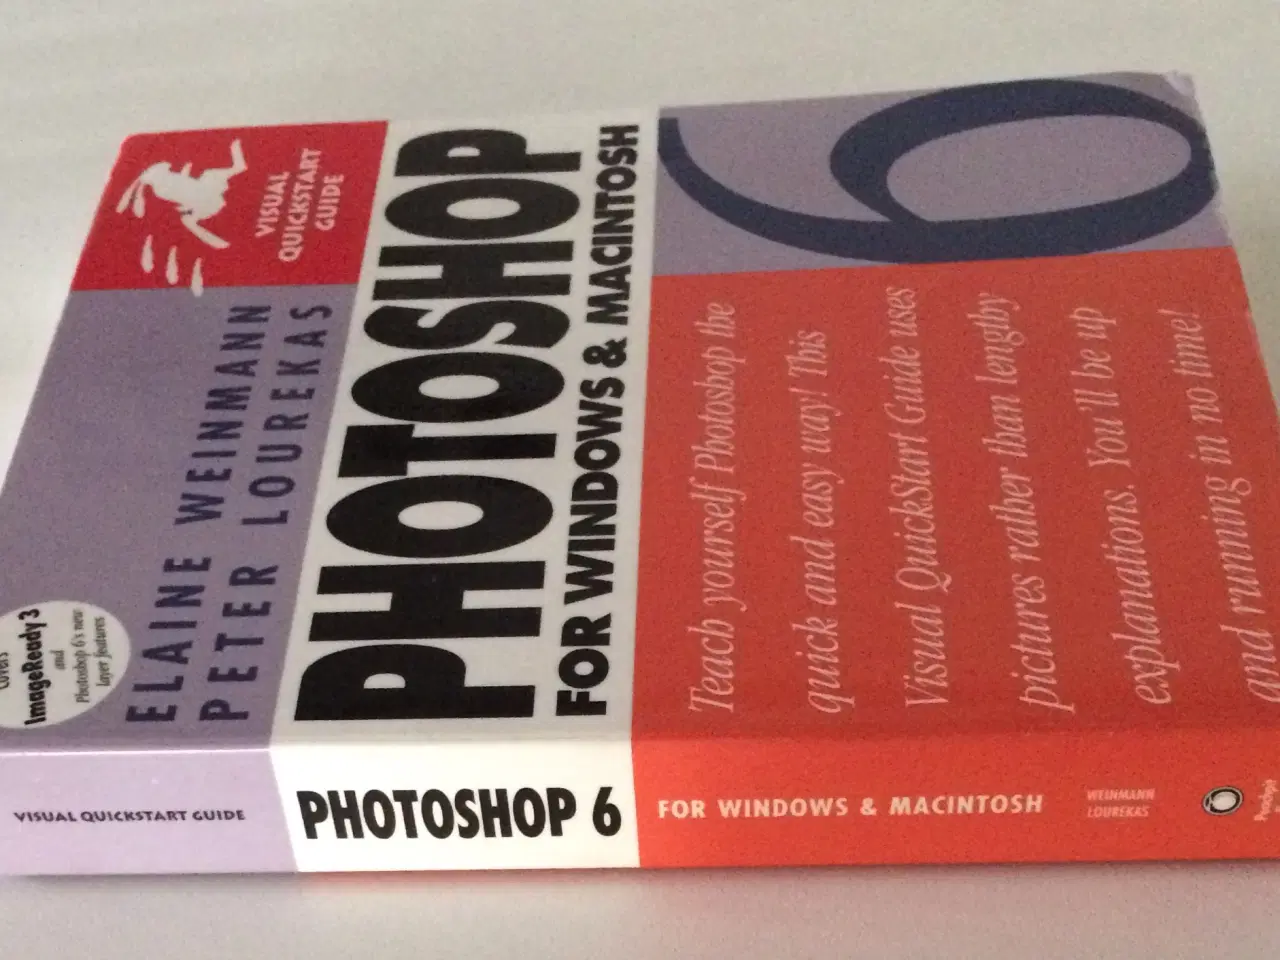 Covers
ImageReady 3
and
Photoshop 6's new
layer features
VISUAL
QUICKSTART
GUIDE
ELAINE WEINMANN
PETER LOUREKAS
PHOTOSHOP
FOR WINDOWS & MACINTOSH
6
Teach yourself Photoshop the
quick and easy way! This
Visual QuickStart Guide uses
pictures rather than lengthy
explanations. You'll be up
and running in no time!
VISUAL QUICKSTART GUIDE
PHOTOSHOP 6
FOR WINDOWS & MACINTOSH
WEINMANN
LOUREKAS
Peachpit